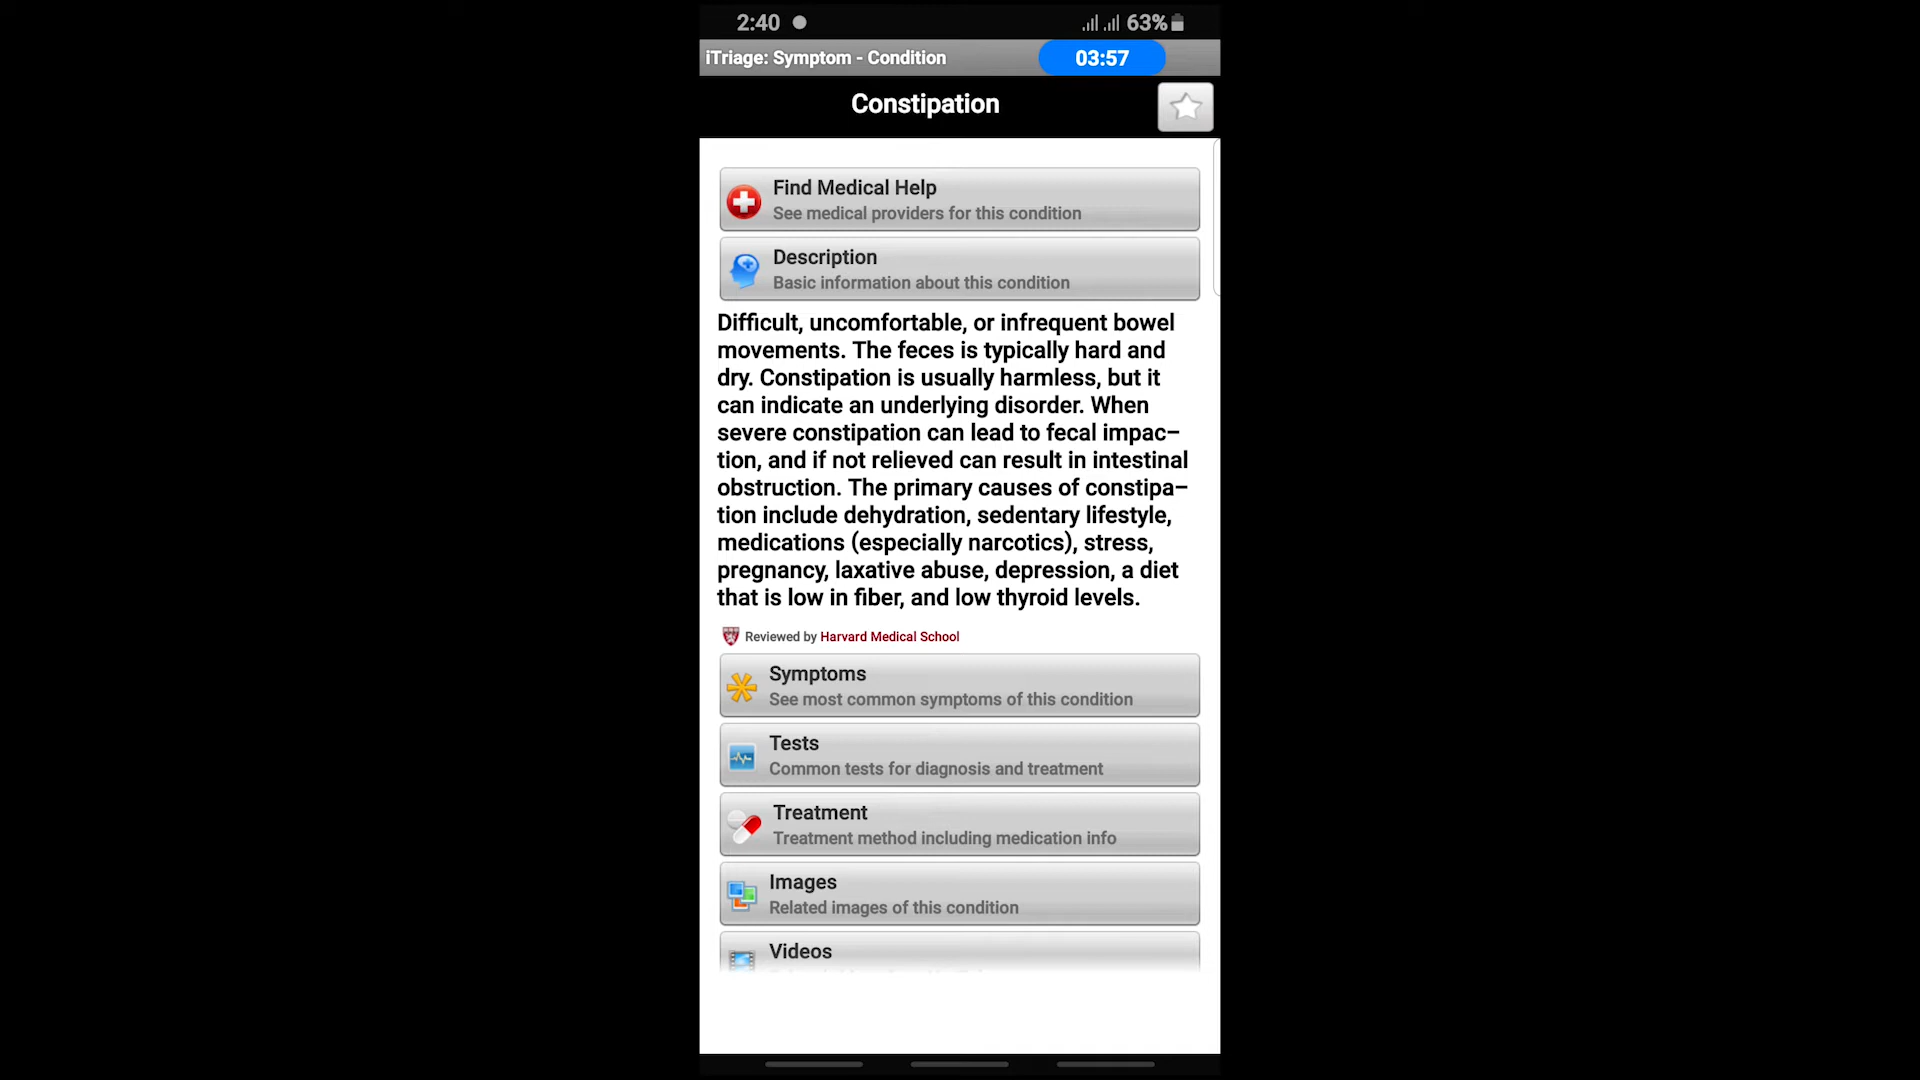 2:40
63%
iTriage: Symptom - Condition
03:57
Constipation
Find Medical Help
See medical providers for this condition
Description
Basic information about this condition
Difficult, uncomfortable, or infrequent bowel
movements. The feces is typically hard and
dry. Constipation is usually harmless, but it
can indicate an underlying disorder. When
severe constipation can lead to fecal impac–
tion, and if not relieved can result in intestinal
obstruction. The primary causes of constipa–
tion include dehydration, sedentary lifestyle,
medications (especially narcotics), stress,
pregnancy, laxative abuse, depression, a diet
that is low in fiber, and low thyroid levels.
Reviewed by Harvard Medical School
Symptoms
See most common symptoms of this condition
Tests
Common tests for diagnosis and treatment
Treatment
Treatment method including medication info
Images
Related images of this condition
Videos